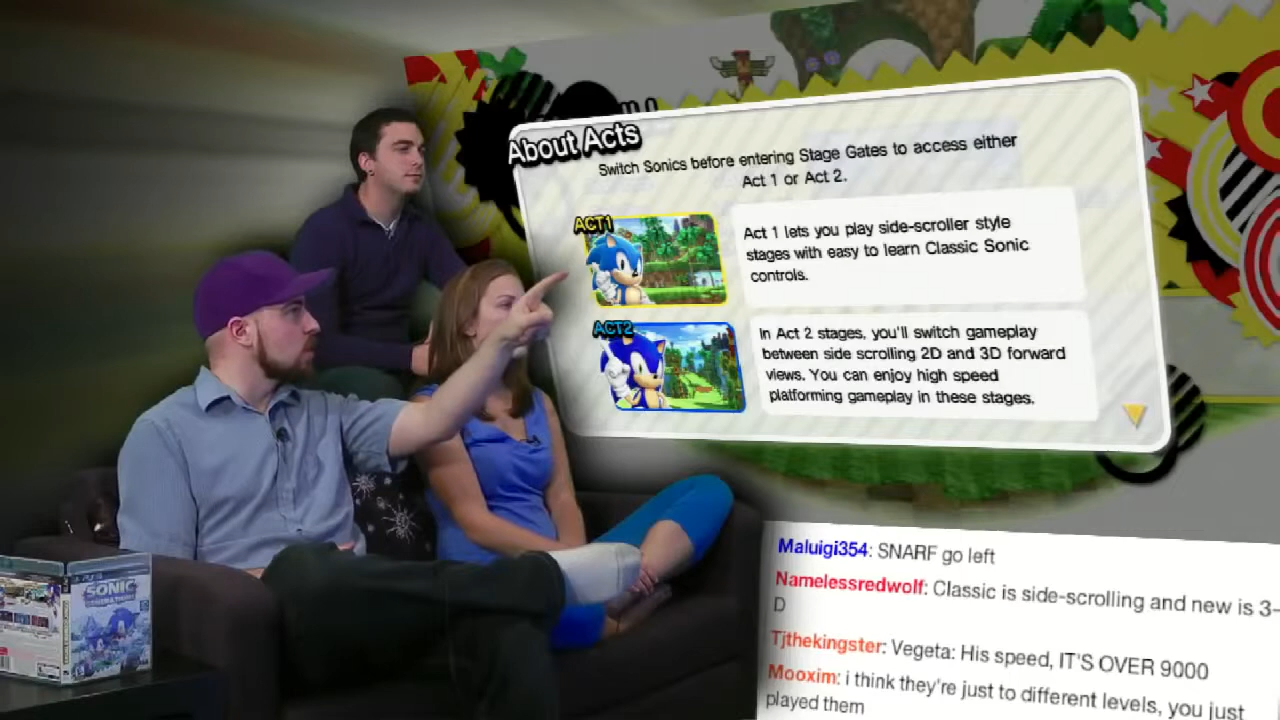 About Acts
Switch Sonics before entering Stage Gates to access either
Act 1 or Act 2.
ACT1
Act 1 lets you play side-scroller style
stages with easy to learn Classic Sonic
controls.
ACT2
In Act 2 stages, you'll switch gameplay
between side scrolling 2D and 3D forward
views. You can enjoy high speed
platforming gameplay in these stages.
Maluigi354: SNARF go left
Namelessredwolf: Classic is side-scrolling and new is 3-
D
Tjthekingster: Vegeta: His speed, IT'S OVER 9000
Mooxim: i think they're just to different levels, you just
played them
SONIC